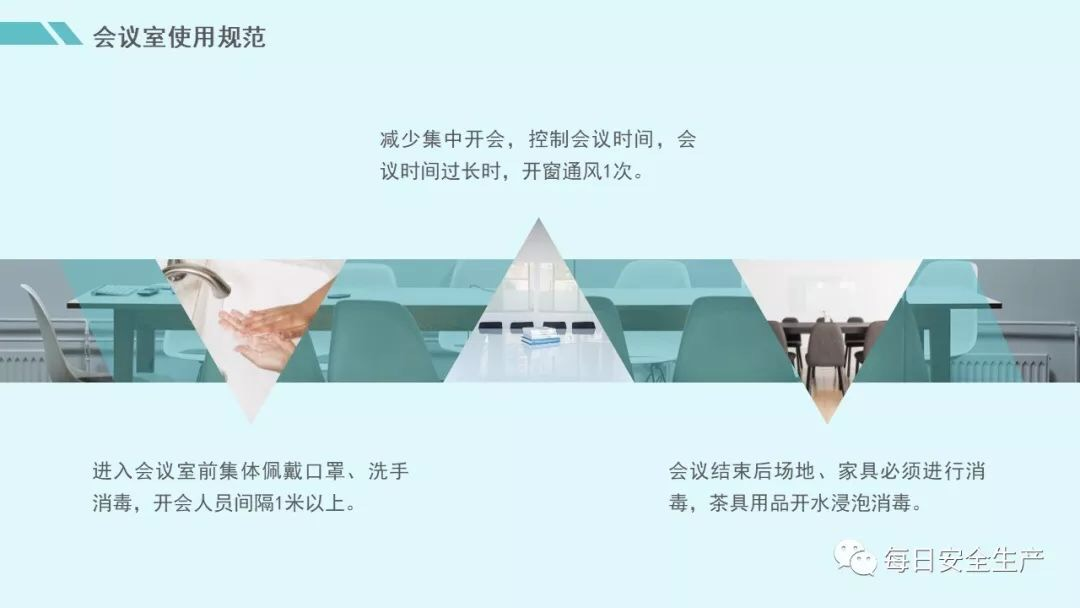 会议室使用规范
减少集中开会，控制会议时间，会
议时间过长时，开窗通风1次。
进入会议室前集体佩戴口罩、洗手
消毒，开会人员间隔1米以上。
会议结束后场地、家具必须进行消
毒，茶具用品开水浸泡消毒。
每日安全生产